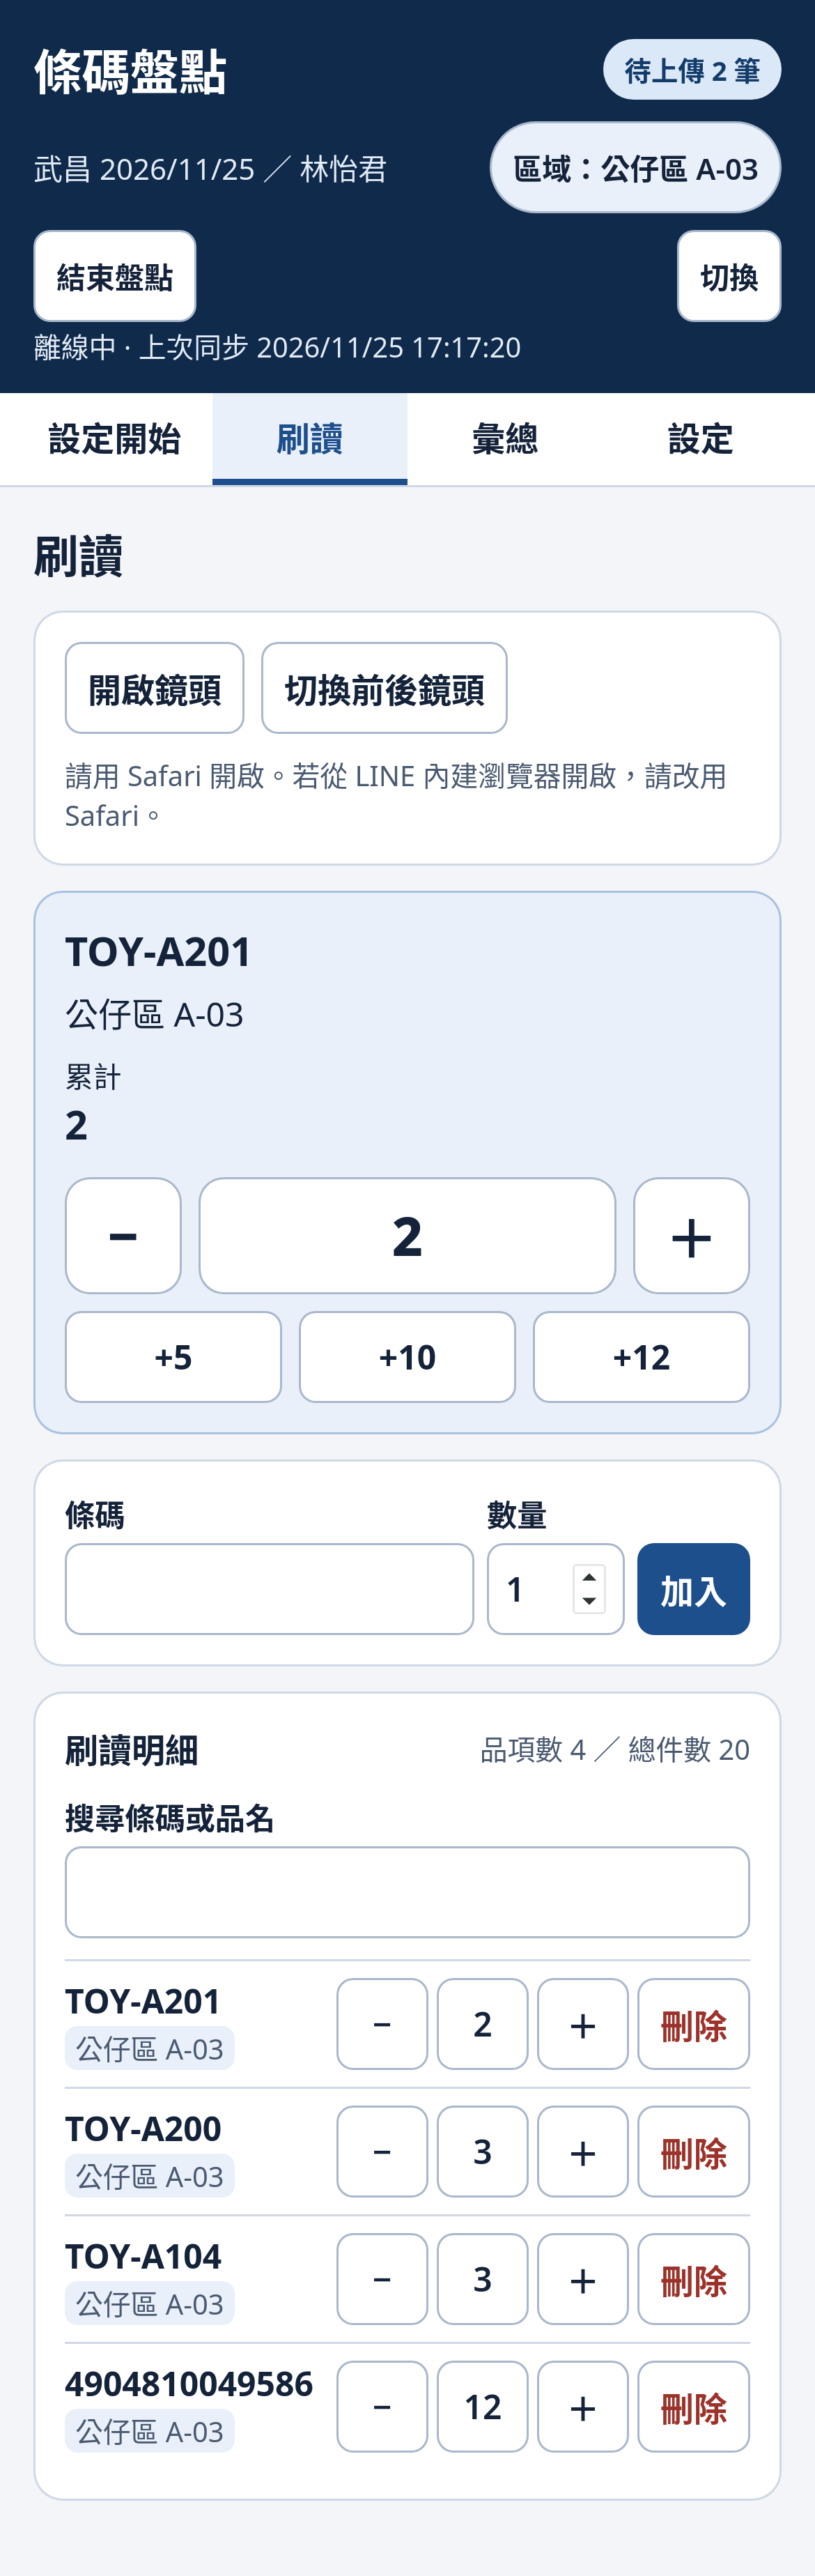 條碼盤點
待上傳 2 筆
武昌 2026/11/25 ／ 林怡君
區域：公仔區 A-03
結束盤點
切換
離線中 · 上次同步 2026/11/25 17:17:20
設定開始
刷讀
彙總
設定
刷讀
開啟鏡頭
切換前後鏡頭
請用 Safari 開啟。若從 LINE 內建瀏覽器開啟，請改用
Safari。
TOY-A201
公仔區 A-03
累計
2
−
2
＋
+5
+10
+12
條碼
數量
1
加入
刷讀明細
品項數 4 ／ 總件數 20
搜尋條碼或品名
TOY-A201
公仔區 A-03
−
2
＋
刪除
TOY-A200
公仔區 A-03
−
3
＋
刪除
TOY-A104
公仔區 A-03
−
3
＋
刪除
4904810049586
公仔區 A-03
−
12
＋
刪除